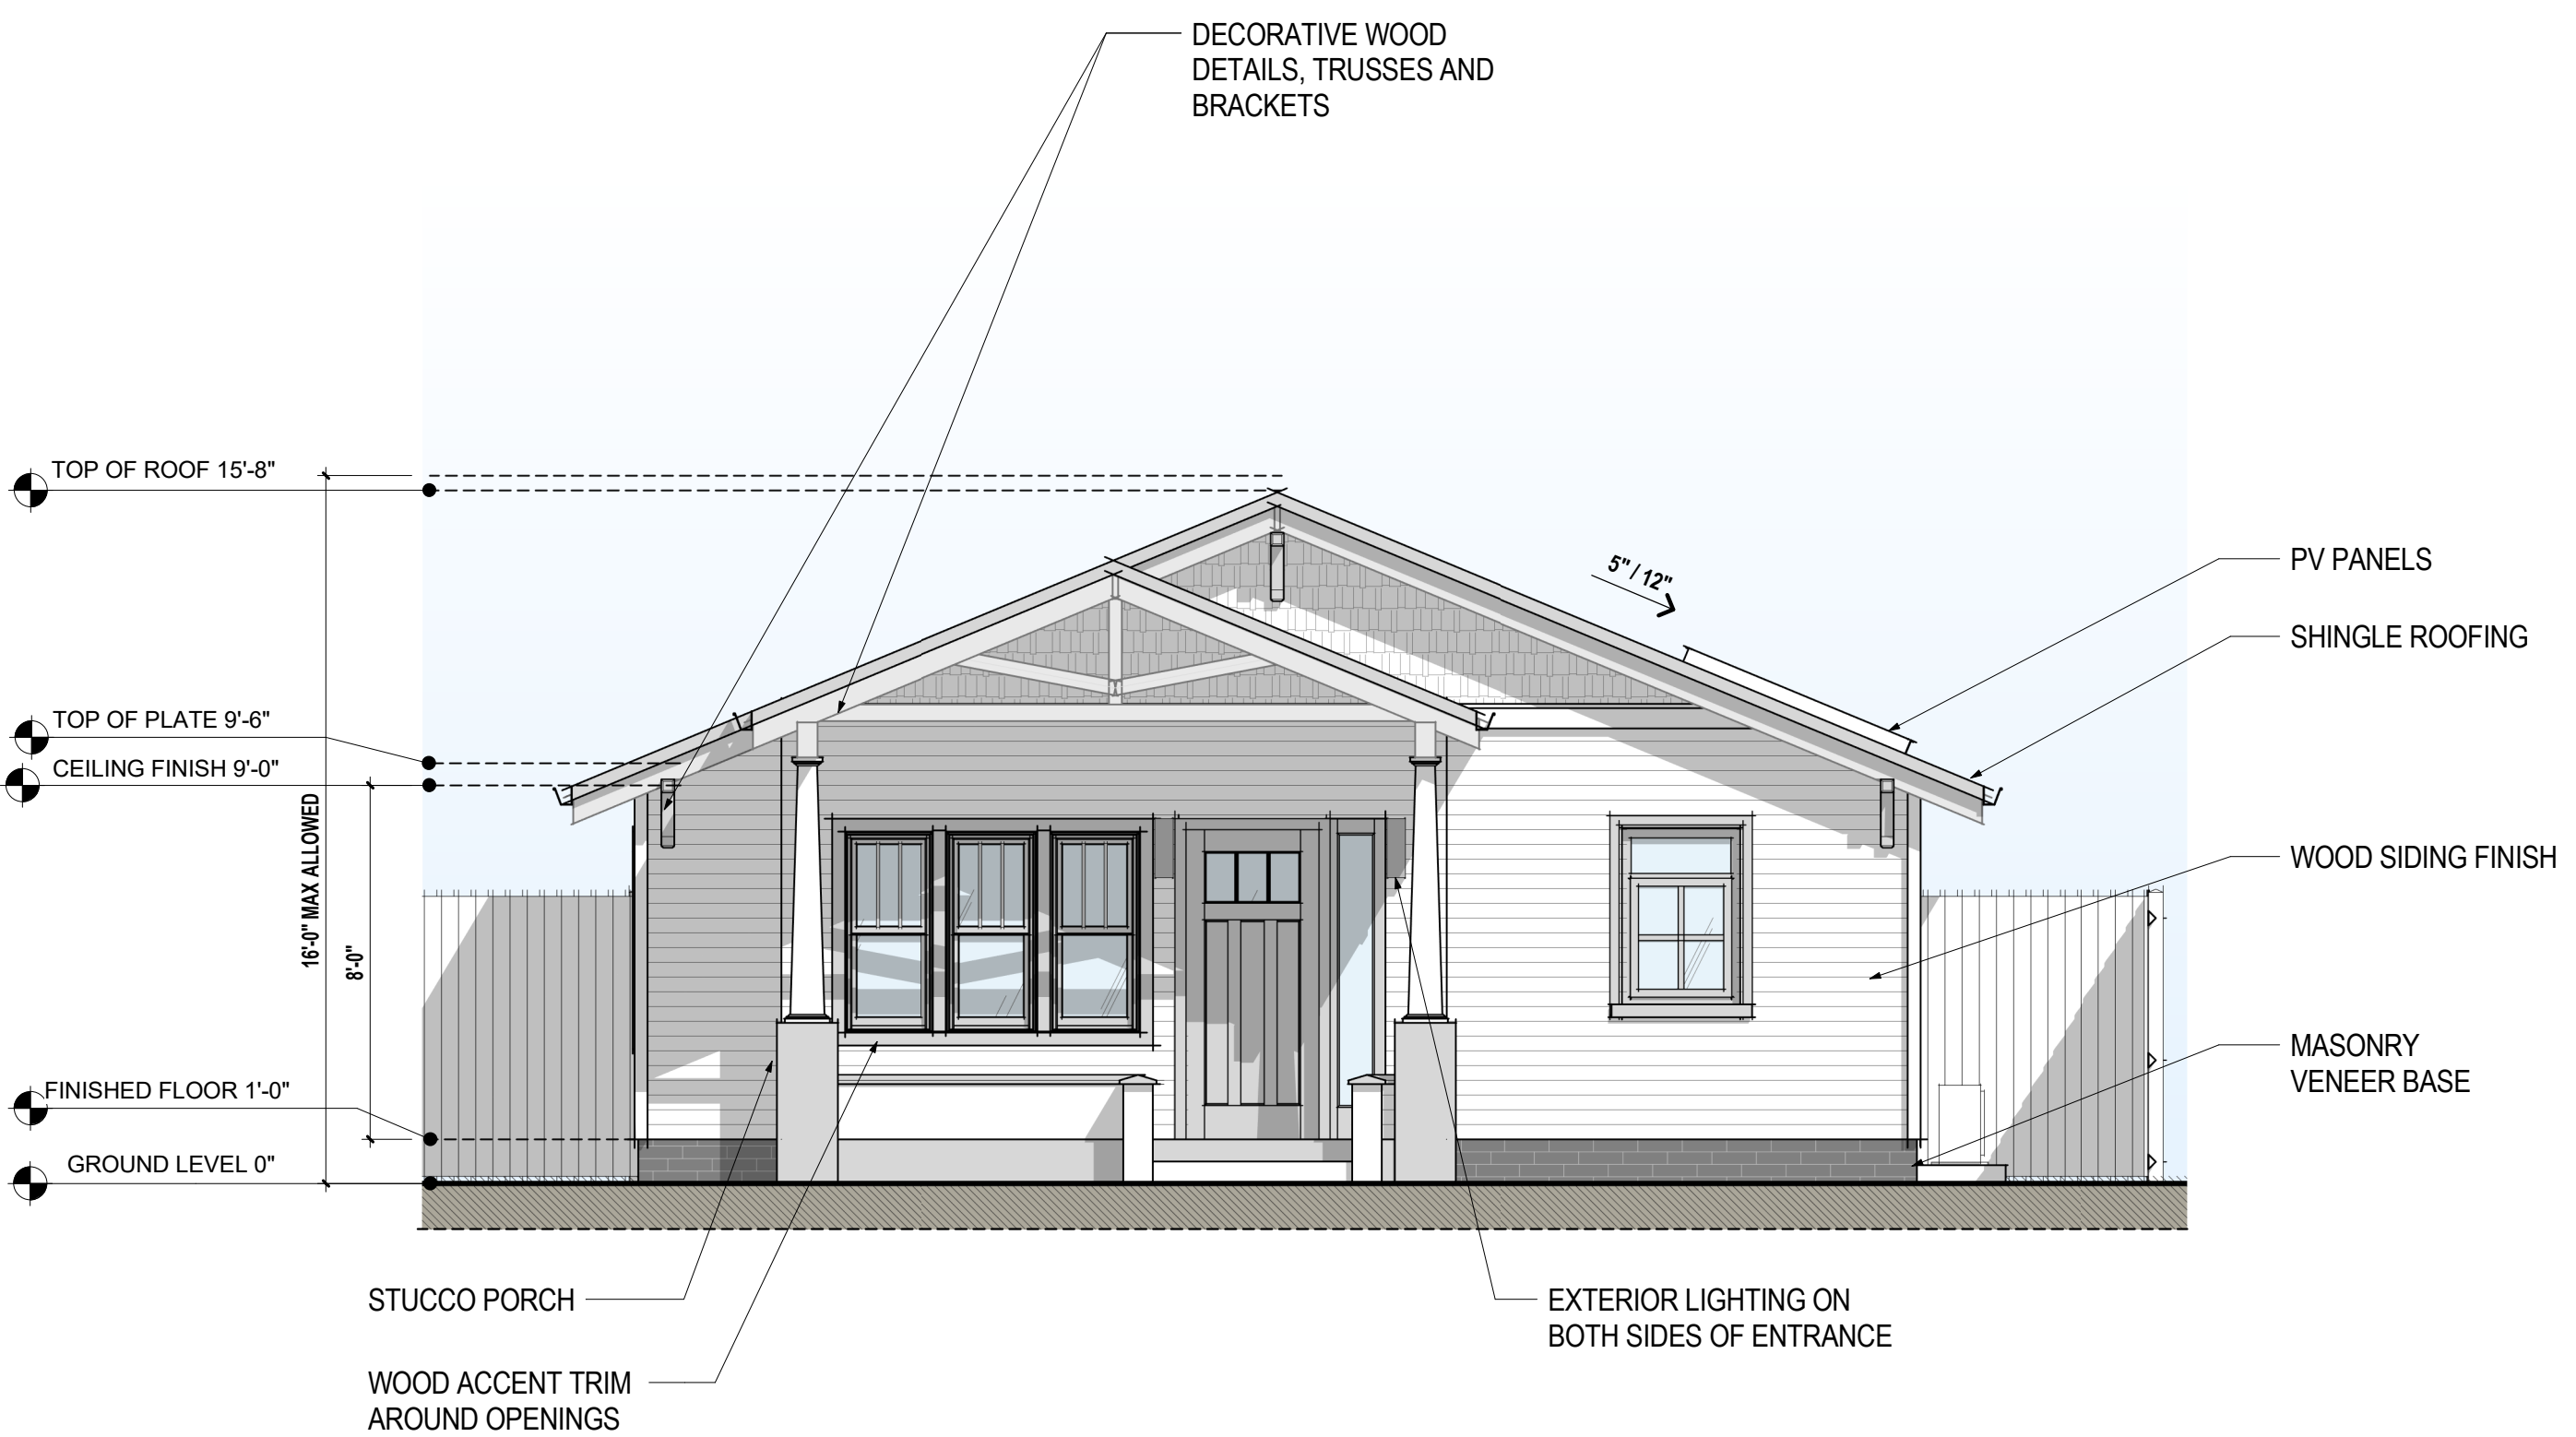 DECORATIVE WOOD
DETAILS, TRUSSES AND
BRACKETS
TOP OF ROOF 15'-8"
5" / 12"
PV PANELS
SHINGLE ROOFING
TOP OF PLATE 9'-6"
CEILING FINISH 9'-0"
16'-0" MAX ALLOWED
8'-0"
WOOD SIDING FINISH
MASONRY
VENEER BASE
FINISHED FLOOR 1'-0"
GROUND LEVEL 0"
STUCCO PORCH
EXTERIOR LIGHTING ON
BOTH SIDES OF ENTRANCE
WOOD ACCENT TRIM
AROUND OPENINGS